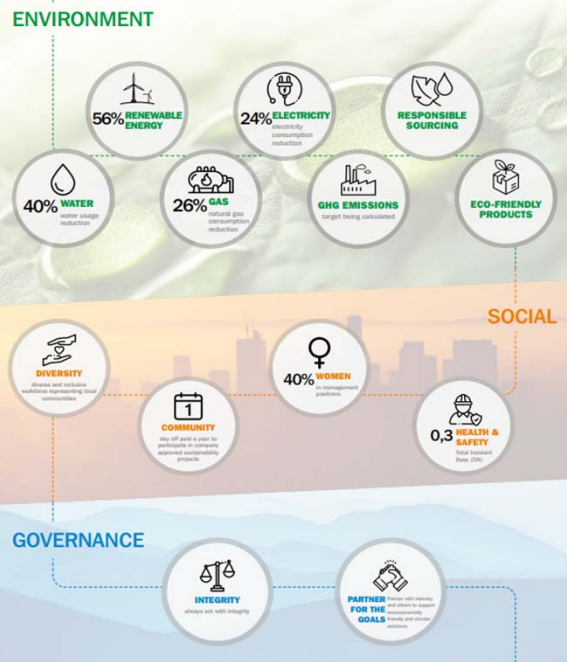 ENVIRONMENT
56% RENEWABLE
ENERGY
24% ELECTRICITY
electricity
consumption
reduction
RESPONSIBLE
SOURCING
40% WATER
water usage
reduction
26% GAS
natural gas
consumption
reduction
GHG EMISSIONS
target being calculated
ECO-FRIENDLY
PRODUCTS
SOCIAL
DIVERSITY
diverse and inclusive
workforce representing local
communities
1
COMMUNITY
day off paid a year to
participate in company
approved sustainability
projects
40% WOMEN
in management
positions
0,3 HEALTH &
SAFETY
Total Incident
Rate (TIR)
GOVERNANCE
INTEGRITY
always act with integrity
PARTNER
FOR THE
GOALS
Partner with industry
and others to support
environmentally
friendly and circular
solutions